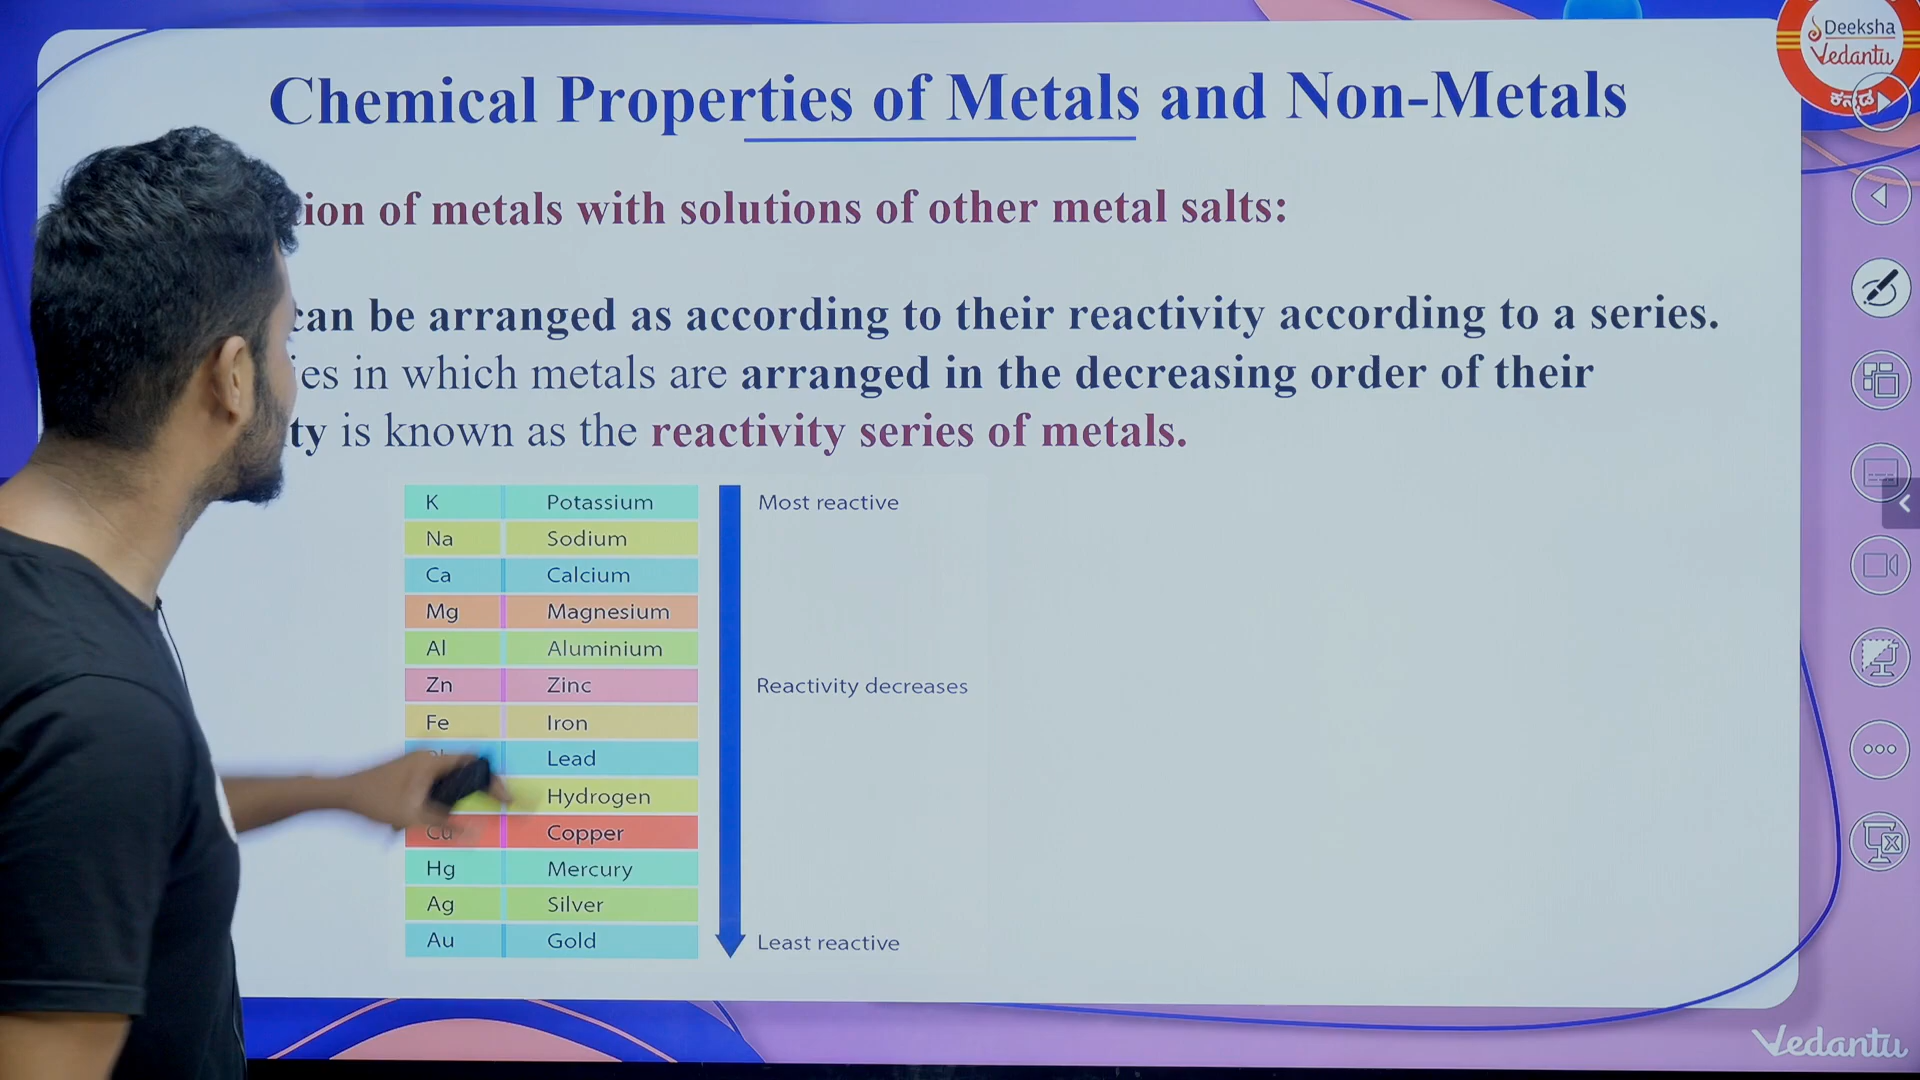 Chemical Properties of Metals and Non-Metals
Deeksha
Vedantu
ಕನ್ನಡ
tion of metals with solutions of other metal salts:
can be arranged as according to their reactivity according to a series.
ies in which metals are arranged in the decreasing order of their
ty is known as the reactivity series of metals.
K Potassium Most reactive
Na Sodium
Ca Calcium
Mg Magnesium
Al Aluminium
Zn Zinc Reactivity decreases
Fe Iron
Lead
Hydrogen
Cu Copper
Hg Mercury
Ag Silver
Au Gold Least reactive
Vedantu